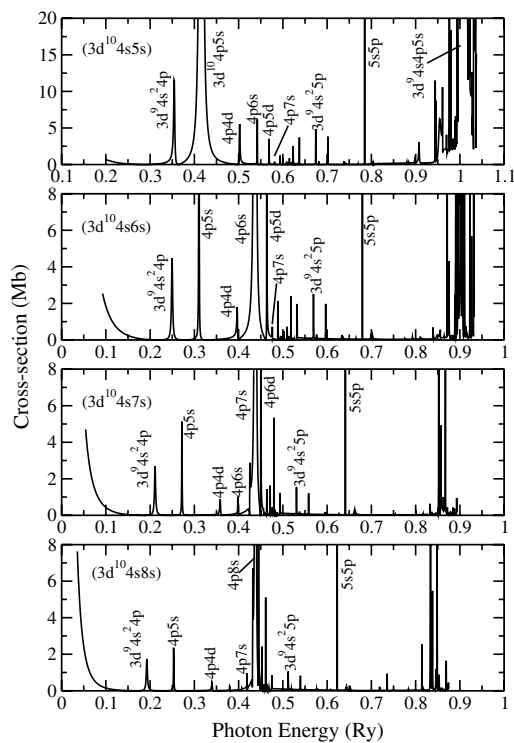 Cross-section (Mb)
20
15
10
5
0
(3d¹⁰4s5s)
3d⁹4s²4p
3d¹⁰4p5s
4p4d
4p6s
4p5d
4p7s
3d⁹4s²5p
5s5p
3d⁹4s4p5s
0.1 0.2 0.3 0.4 0.5 0.6 0.7 0.8 0.9 1 1.1
8
6
4
2
0
(3d¹⁰4s6s)
3d⁹4s²4p
4p5s
4p4d
4p6s
4p5d
4p7s
3d⁹4s²5p
5s5p
0 0.1 0.2 0.3 0.4 0.5 0.6 0.7 0.8 0.9 1
8
6
4
2
0
(3d¹⁰4s7s)
3d⁹4s²4p
4p5s
4p4d
4p6s
4p7s
4p6d
3d⁹4s²5p
5s5p
0 0.1 0.2 0.3 0.4 0.5 0.6 0.7 0.8 0.9 1
8
6
4
2
0
(3d¹⁰4s8s)
3d⁹4s²4p
4p5s
4p4d
4p7s
4p8s
3d⁹4s²5p
5s5p
0 0.1 0.2 0.3 0.4 0.5 0.6 0.7 0.8 0.9 1
Photon Energy (Ry)